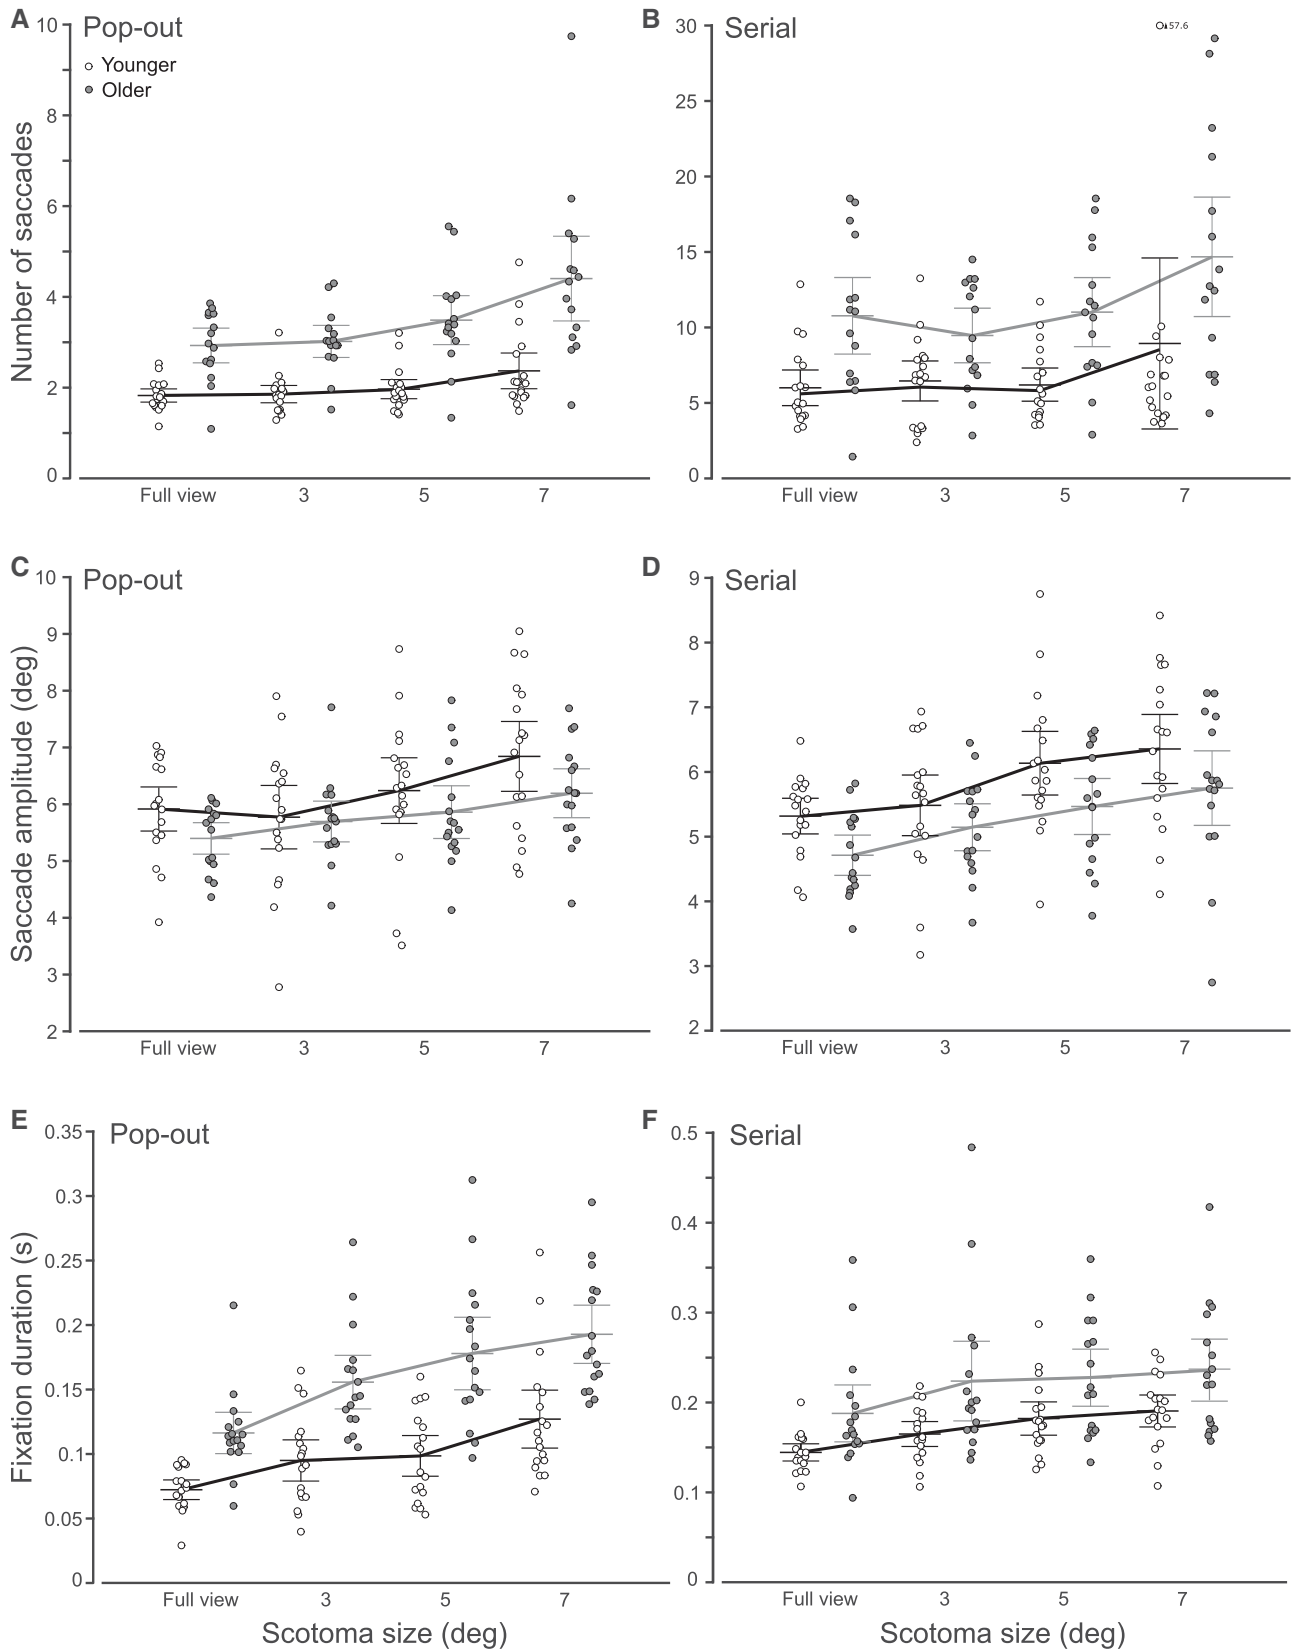 A
Pop-out
Younger
Older
Number of saccades
10
8
6
4
2
0
Full view
3
5
7
B
Serial
57.6
30
25
20
15
10
5
0
Full view
3
5
7
C
Pop-out
Saccade amplitude (deg)
10
9
8
7
6
5
4
3
2
Full view
3
5
7
D
Serial
9
8
7
6
5
4
3
2
Full view
3
5
7
E
Pop-out
Fixation duration (s)
0.35
0.3
0.25
0.2
0.15
0.1
0.05
0
Full view
3
5
7
Scotoma size (deg)
F
Serial
0.5
0.4
0.3
0.2
0.1
0
Full view
3
5
7
Scotoma size (deg)